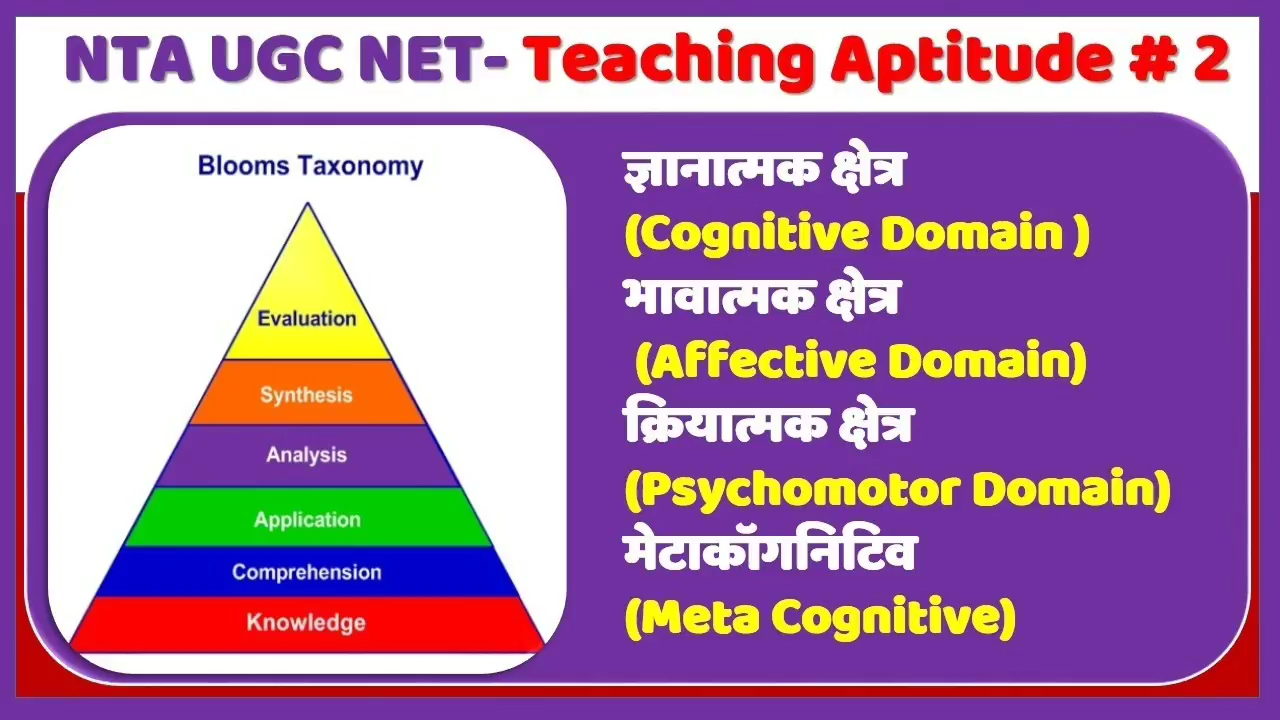 NTA UGC NET- Teaching Aptitude # 2
Blooms Taxonomy
Evaluation
Synthesis
Analysis
Application
Comprehension
Knowledge
ज्ञानात्मक क्षेत्र
(Cognitive Domain )
भावात्मक क्षेत्र
(Affective Domain)
क्रियात्मक क्षेत्र
(Psychomotor Domain)
मेटाकॉगनिटिव
(Meta Cognitive)